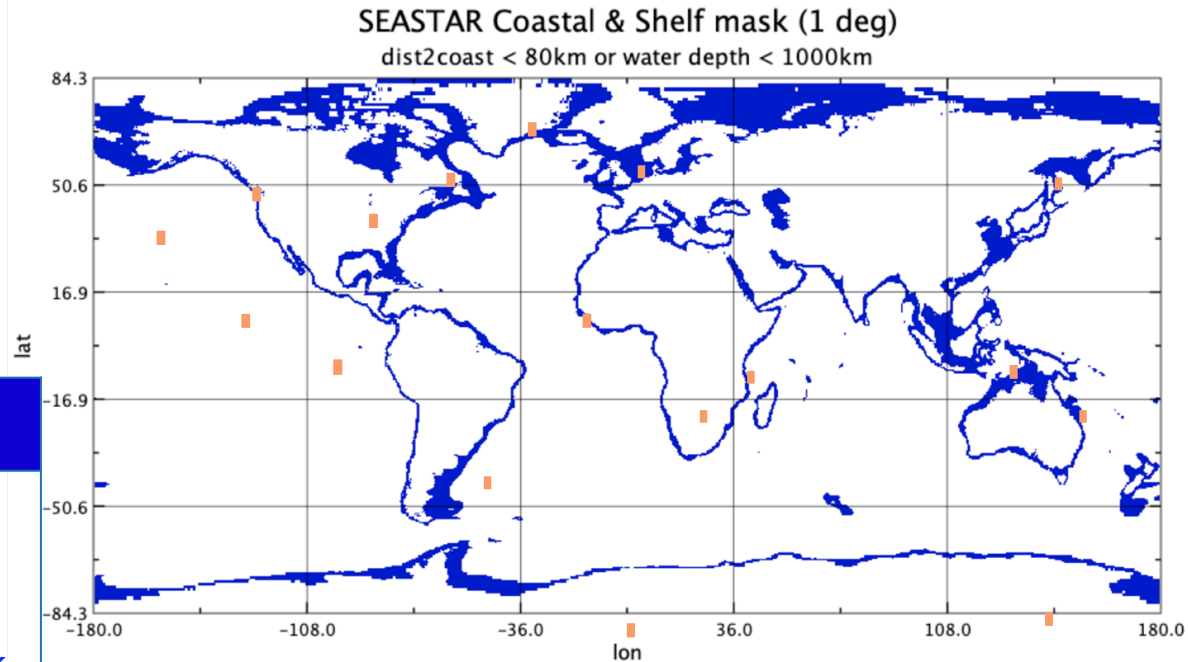 SEASTAR Coastal & Shelf mask (1 deg)
dist2coast < 80km or water depth < 1000km
84.3
50.6
16.9
lat
−16.9
−50.6
−84.3
−180.0 −108.0 −36.0 36.0 108.0 180.0
lon